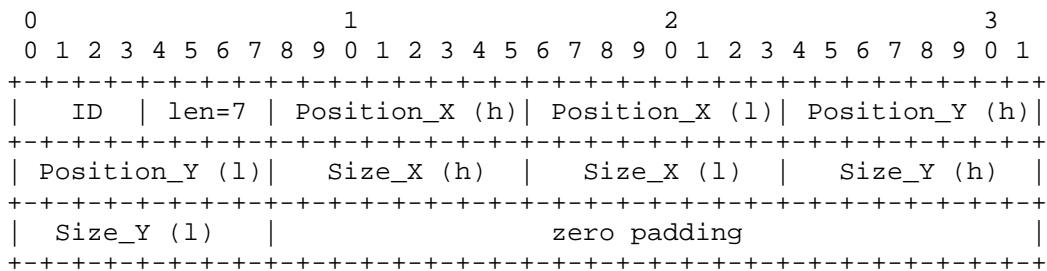 0                   1                   2                   3
 0 1 2 3 4 5 6 7 8 9 0 1 2 3 4 5 6 7 8 9 0 1 2 3 4 5 6 7 8 9 0 1
+-+-+-+-+-+-+-+-+-+-+-+-+-+-+-+-+-+-+-+-+-+-+-+-+-+-+-+-+-+-+-+-+
|   ID  | len=7 | Position_X (h)| Position_X (l)| Position_Y (h)|
+-+-+-+-+-+-+-+-+-+-+-+-+-+-+-+-+-+-+-+-+-+-+-+-+-+-+-+-+-+-+-+-+
| Position_Y (l)|   Size_X (h)  |   Size_X (l)  |   Size_Y (h)  |
+-+-+-+-+-+-+-+-+-+-+-+-+-+-+-+-+-+-+-+-+-+-+-+-+-+-+-+-+-+-+-+-+
|  Size_Y (l)   |                 zero padding                  |
+-+-+-+-+-+-+-+-+-+-+-+-+-+-+-+-+-+-+-+-+-+-+-+-+-+-+-+-+-+-+-+-+